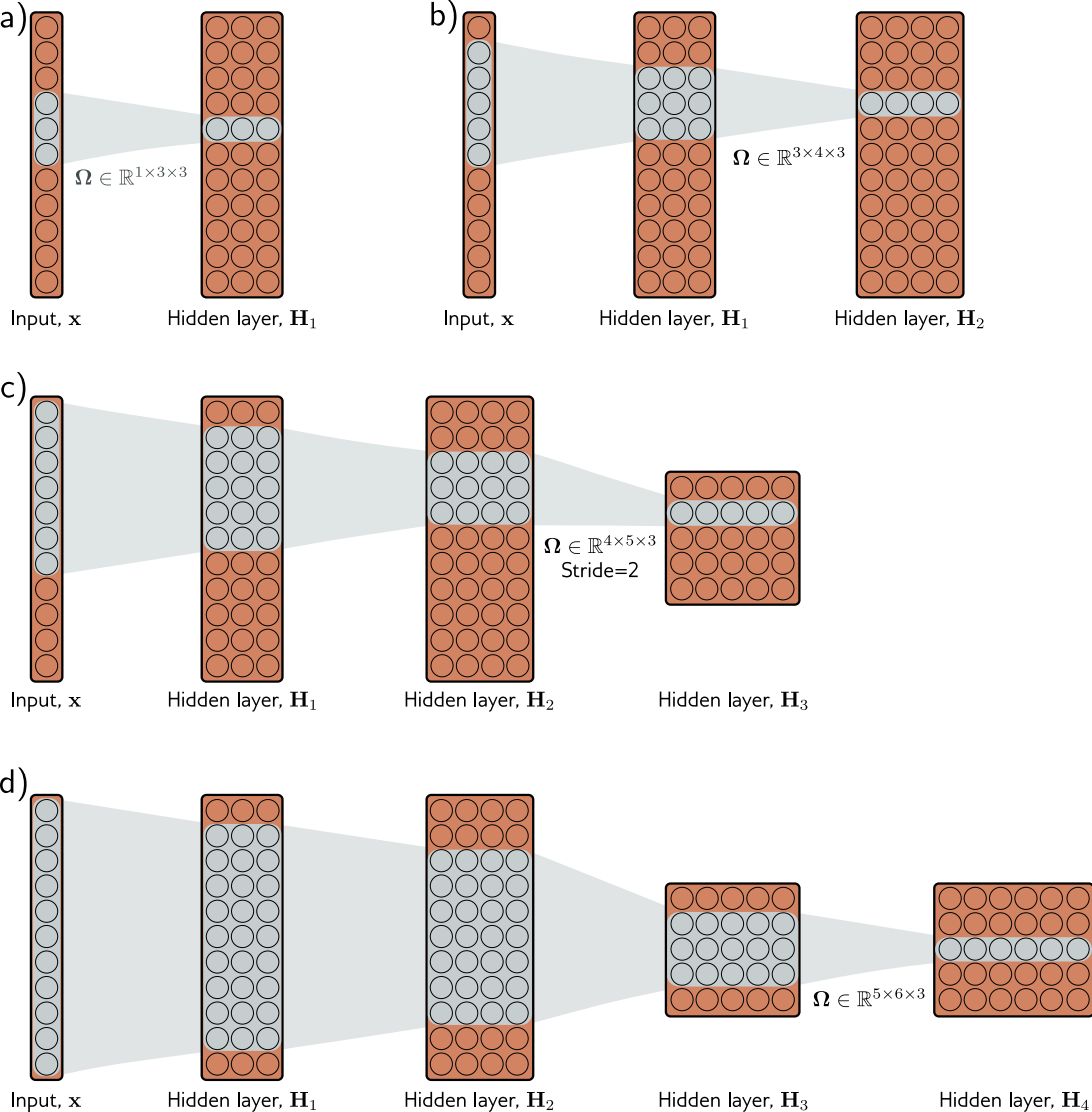 a)
𝛀 ∈ ℝ^{1×3×3}
Input, x
Hidden layer, H₁
b)
𝛀 ∈ ℝ^{3×4×3}
Input, x
Hidden layer, H₁
Hidden layer, H₂
c)
𝛀 ∈ ℝ^{4×5×3}
Stride=2
Input, x
Hidden layer, H₁
Hidden layer, H₂
Hidden layer, H₃
d)
𝛀 ∈ ℝ^{5×6×3}
Input, x
Hidden layer, H₁
Hidden layer, H₂
Hidden layer, H₃
Hidden layer, H₄